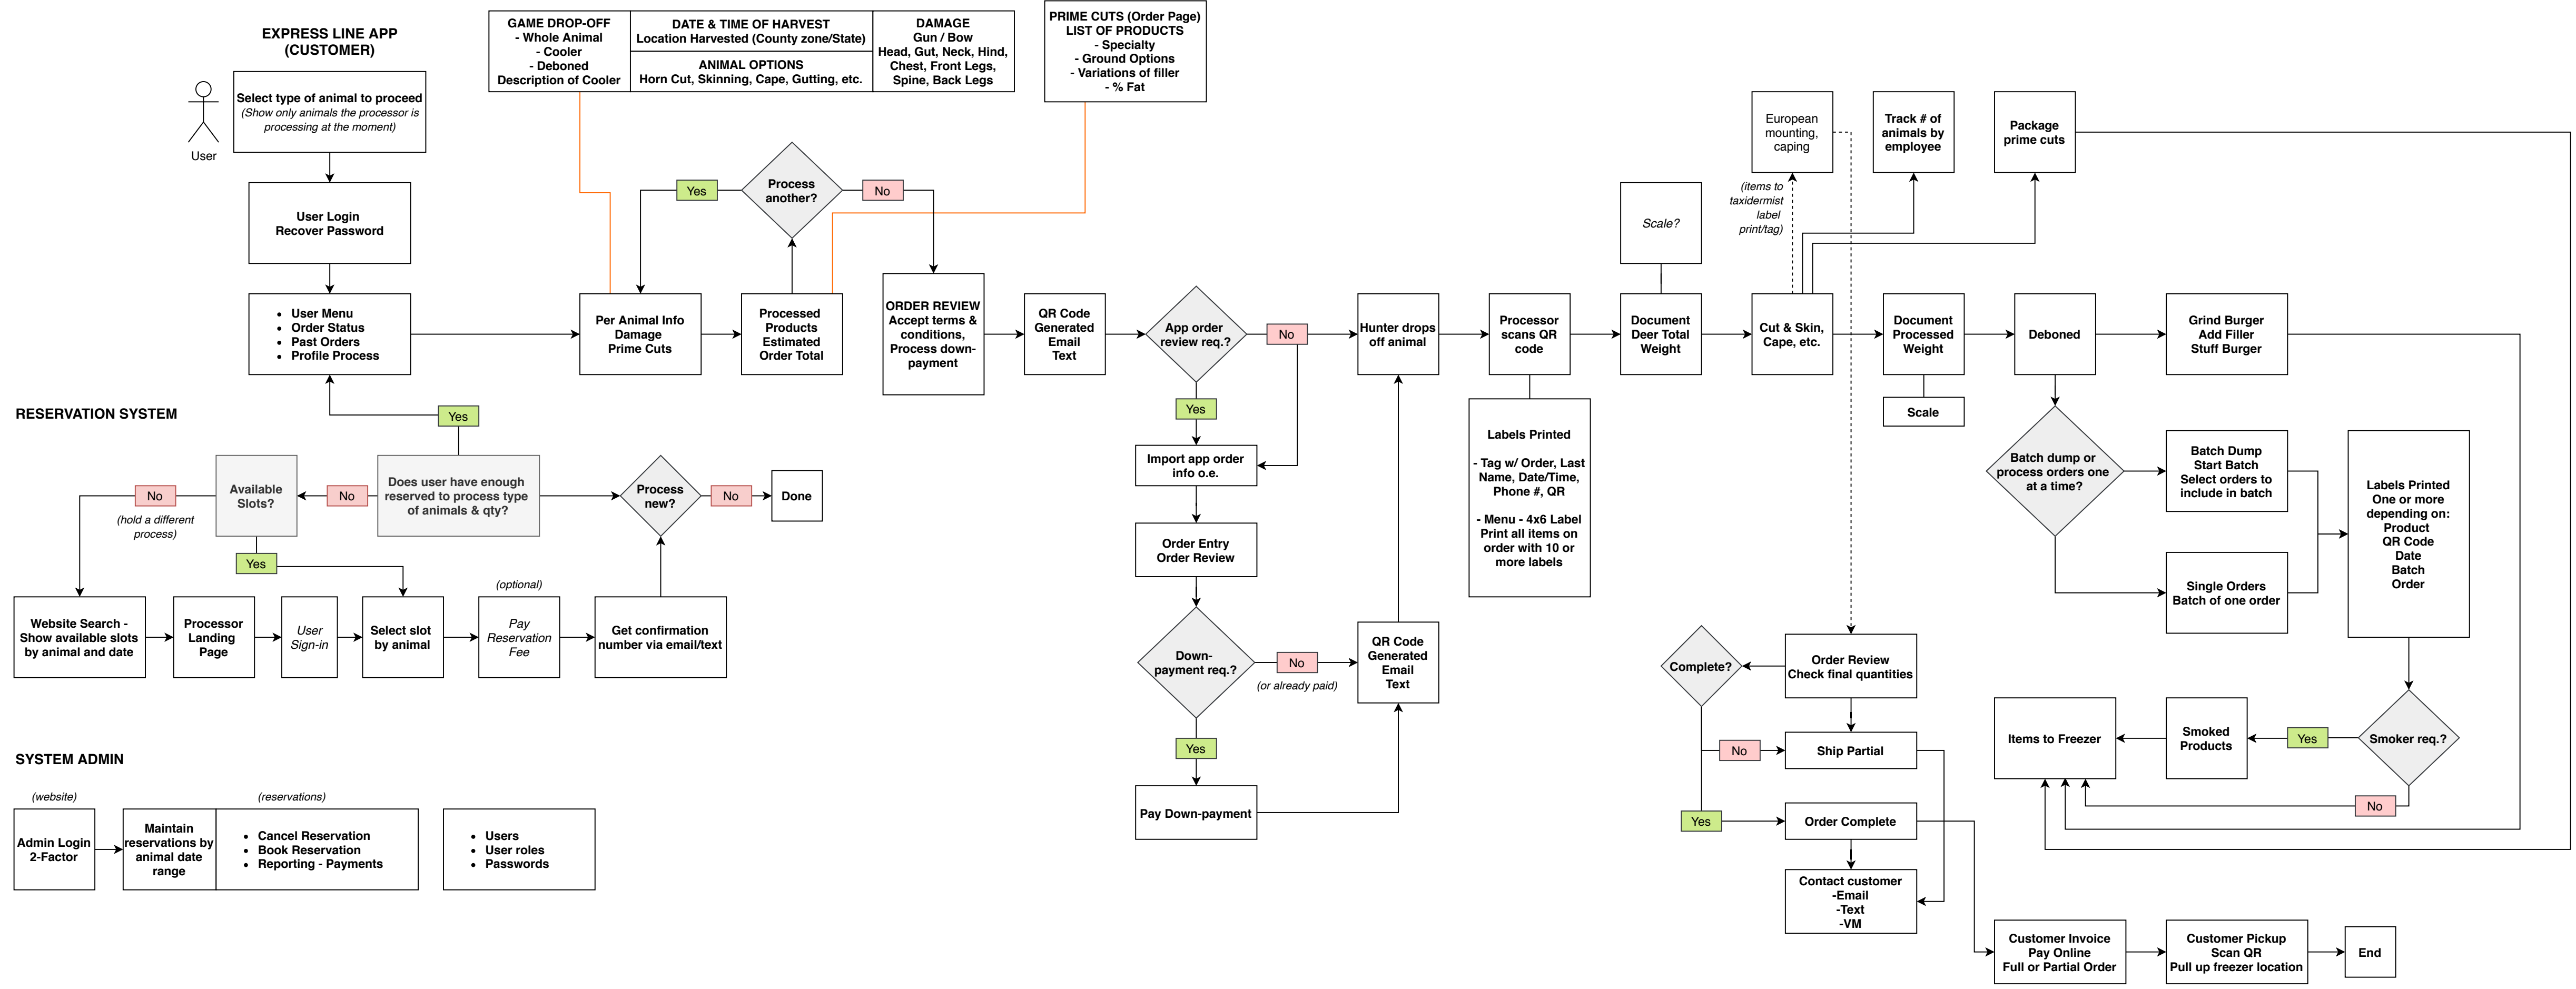 EXPRESS LINE APP
(CUSTOMER)
User
Select type of animal to proceed
(Show only animals the processor is
processing at the moment)
User Login
Recover Password
• User Menu
• Order Status
• Past Orders
• Profile Process
GAME DROP-OFF
- Whole Animal
- Cooler
- Deboned
Description of Cooler
DATE & TIME OF HARVEST
Location Harvested (County zone/State)
ANIMAL OPTIONS
Horn Cut, Skinning, Cape, Gutting, etc.
DAMAGE
Gun / Bow
Head, Gut, Neck, Hind,
Chest, Front Legs,
Spine, Back Legs
PRIME CUTS (Order Page)
LIST OF PRODUCTS
- Specialty
- Ground Options
- Variations of filler
- % Fat
Yes
Process
another?
No
Per Animal Info
Damage
Prime Cuts
Processed
Products
Estimated
Order Total
ORDER REVIEW
Accept terms &
conditions,
Process down-
payment
QR Code
Generated
Email
Text
App order
review req.?
No
Yes
Import app order
info o.e.
Order Entry
Order Review
Down-
payment req.?
No
(or already paid)
Yes
Pay Down-payment
QR Code
Generated
Email
Text
Hunter drops
off animal
Processor
scans QR
code
Labels Printed
- Tag w/ Order, Last
Name, Date/Time,
Phone #, QR
- Menu - 4x6 Label
Print all items on
order with 10 or
more labels
Scale?
Document
Deer Total
Weight
European
mounting,
caping
(items to
taxidermist
label
print/tag)
Track # of
animals by
employee
Package
prime cuts
Cut & Skin,
Cape, etc.
Document
Processed
Weight
Scale
Deboned
Grind Burger
Add Filler
Stuff Burger
Batch dump or
process orders one
at a time?
Batch Dump
Start Batch
Select orders to
include in batch
Single Orders
Batch of one order
Labels Printed
One or more
depending on:
Product
QR Code
Date
Batch
Order
Smoker req.?
Yes
No
Smoked
Products
Items to Freezer
Order Review
Check final quantities
Complete?
No
Ship Partial
Yes
Order Complete
Contact customer
-Email
-Text
-VM
Customer Invoice
Pay Online
Full or Partial Order
Customer Pickup
Scan QR
Pull up freezer location
End
RESERVATION SYSTEM
Yes
Does user have enough
reserved to process type
of animals & qty?
No
Available
Slots?
No
(hold a different
process)
Yes
Process
new?
No
Done
Website Search -
Show available slots
by animal and date
Processor
Landing
Page
User
Sign-in
Select slot
by animal
(optional)
Pay
Reservation
Fee
Get confirmation
number via email/text
SYSTEM ADMIN
(website)
Admin Login
2-Factor
(reservations)
Maintain
reservations by
animal date
range
• Cancel Reservation
• Book Reservation
• Reporting - Payments
• Users
• User roles
• Passwords